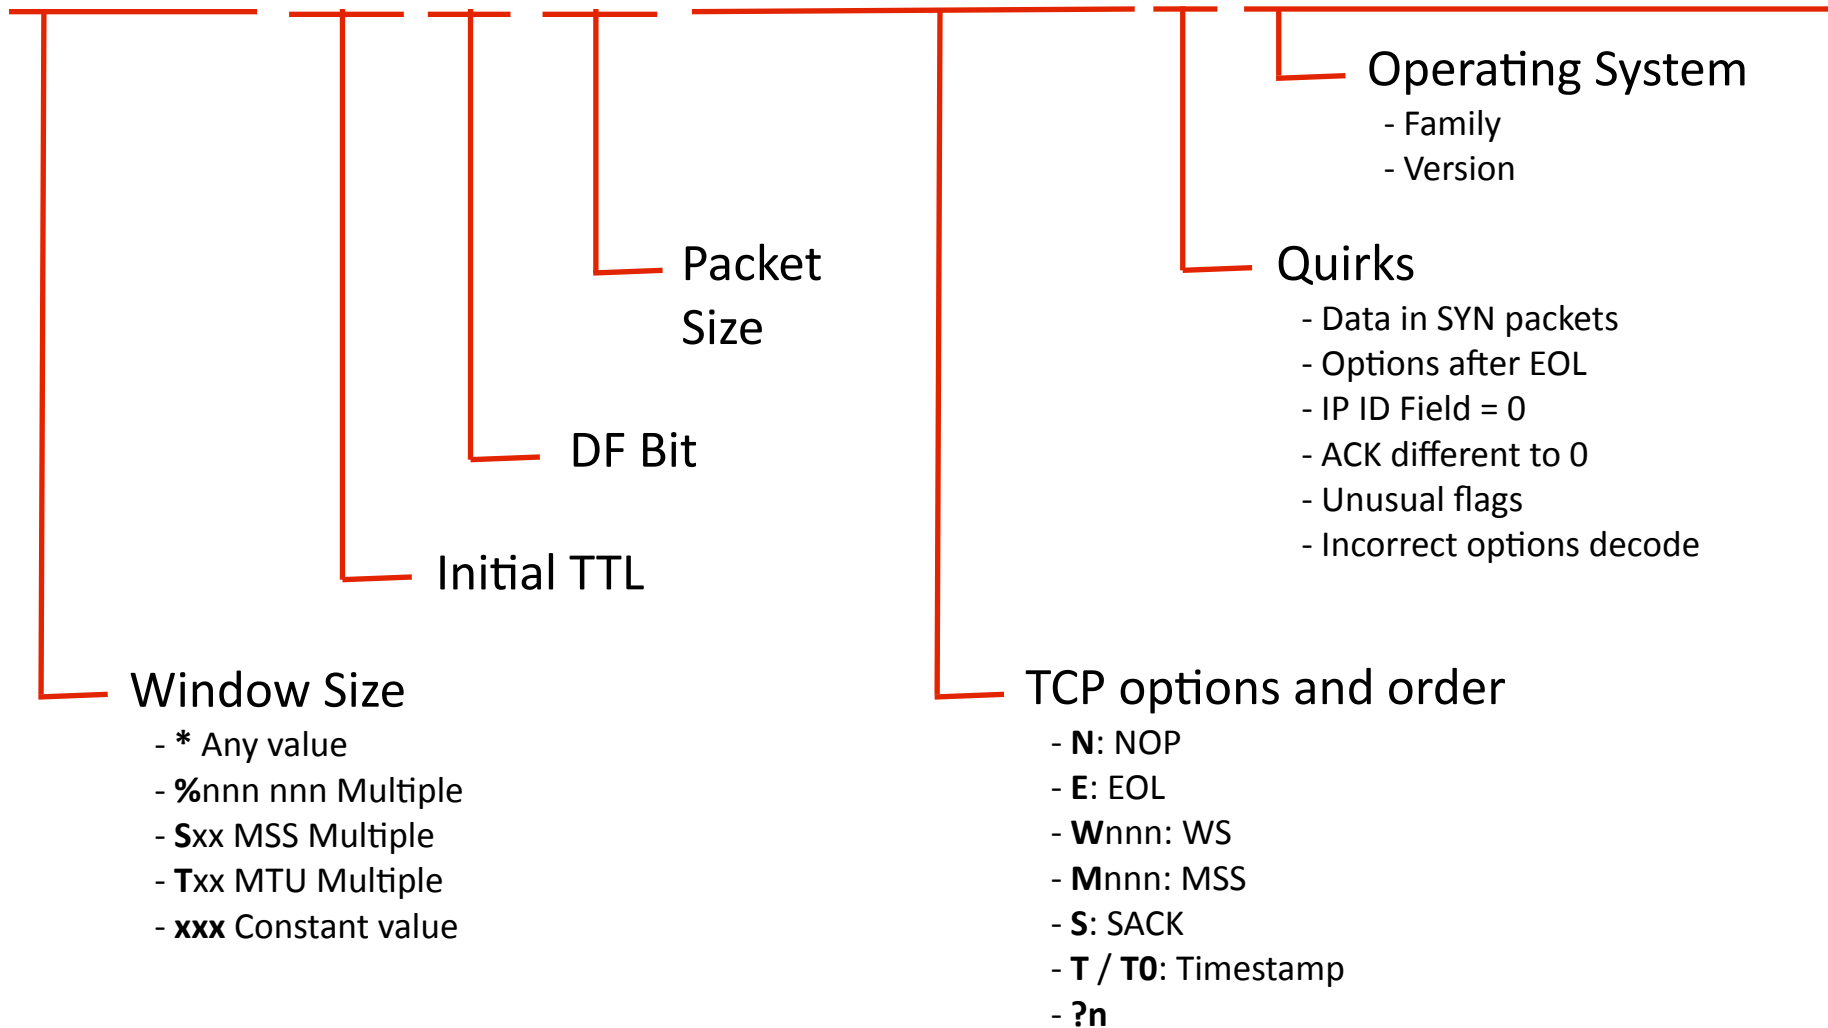 Operating System
- Family
- Version
Packet
Size
Quirks
- Data in SYN packets
- Options after EOL
- IP ID Field = 0
- ACK different to 0
- Unusual flags
- Incorrect options decode
DF Bit
Initial TTL
Window Size
- * Any value
- %nnn nnn Multiple
- Sxx MSS Multiple
- Txx MTU Multiple
- xxx Constant value
TCP options and order
- N: NOP
- E: EOL
- Wnnn: WS
- Mnnn: MSS
- S: SACK
- T / T0: Timestamp
- ?n